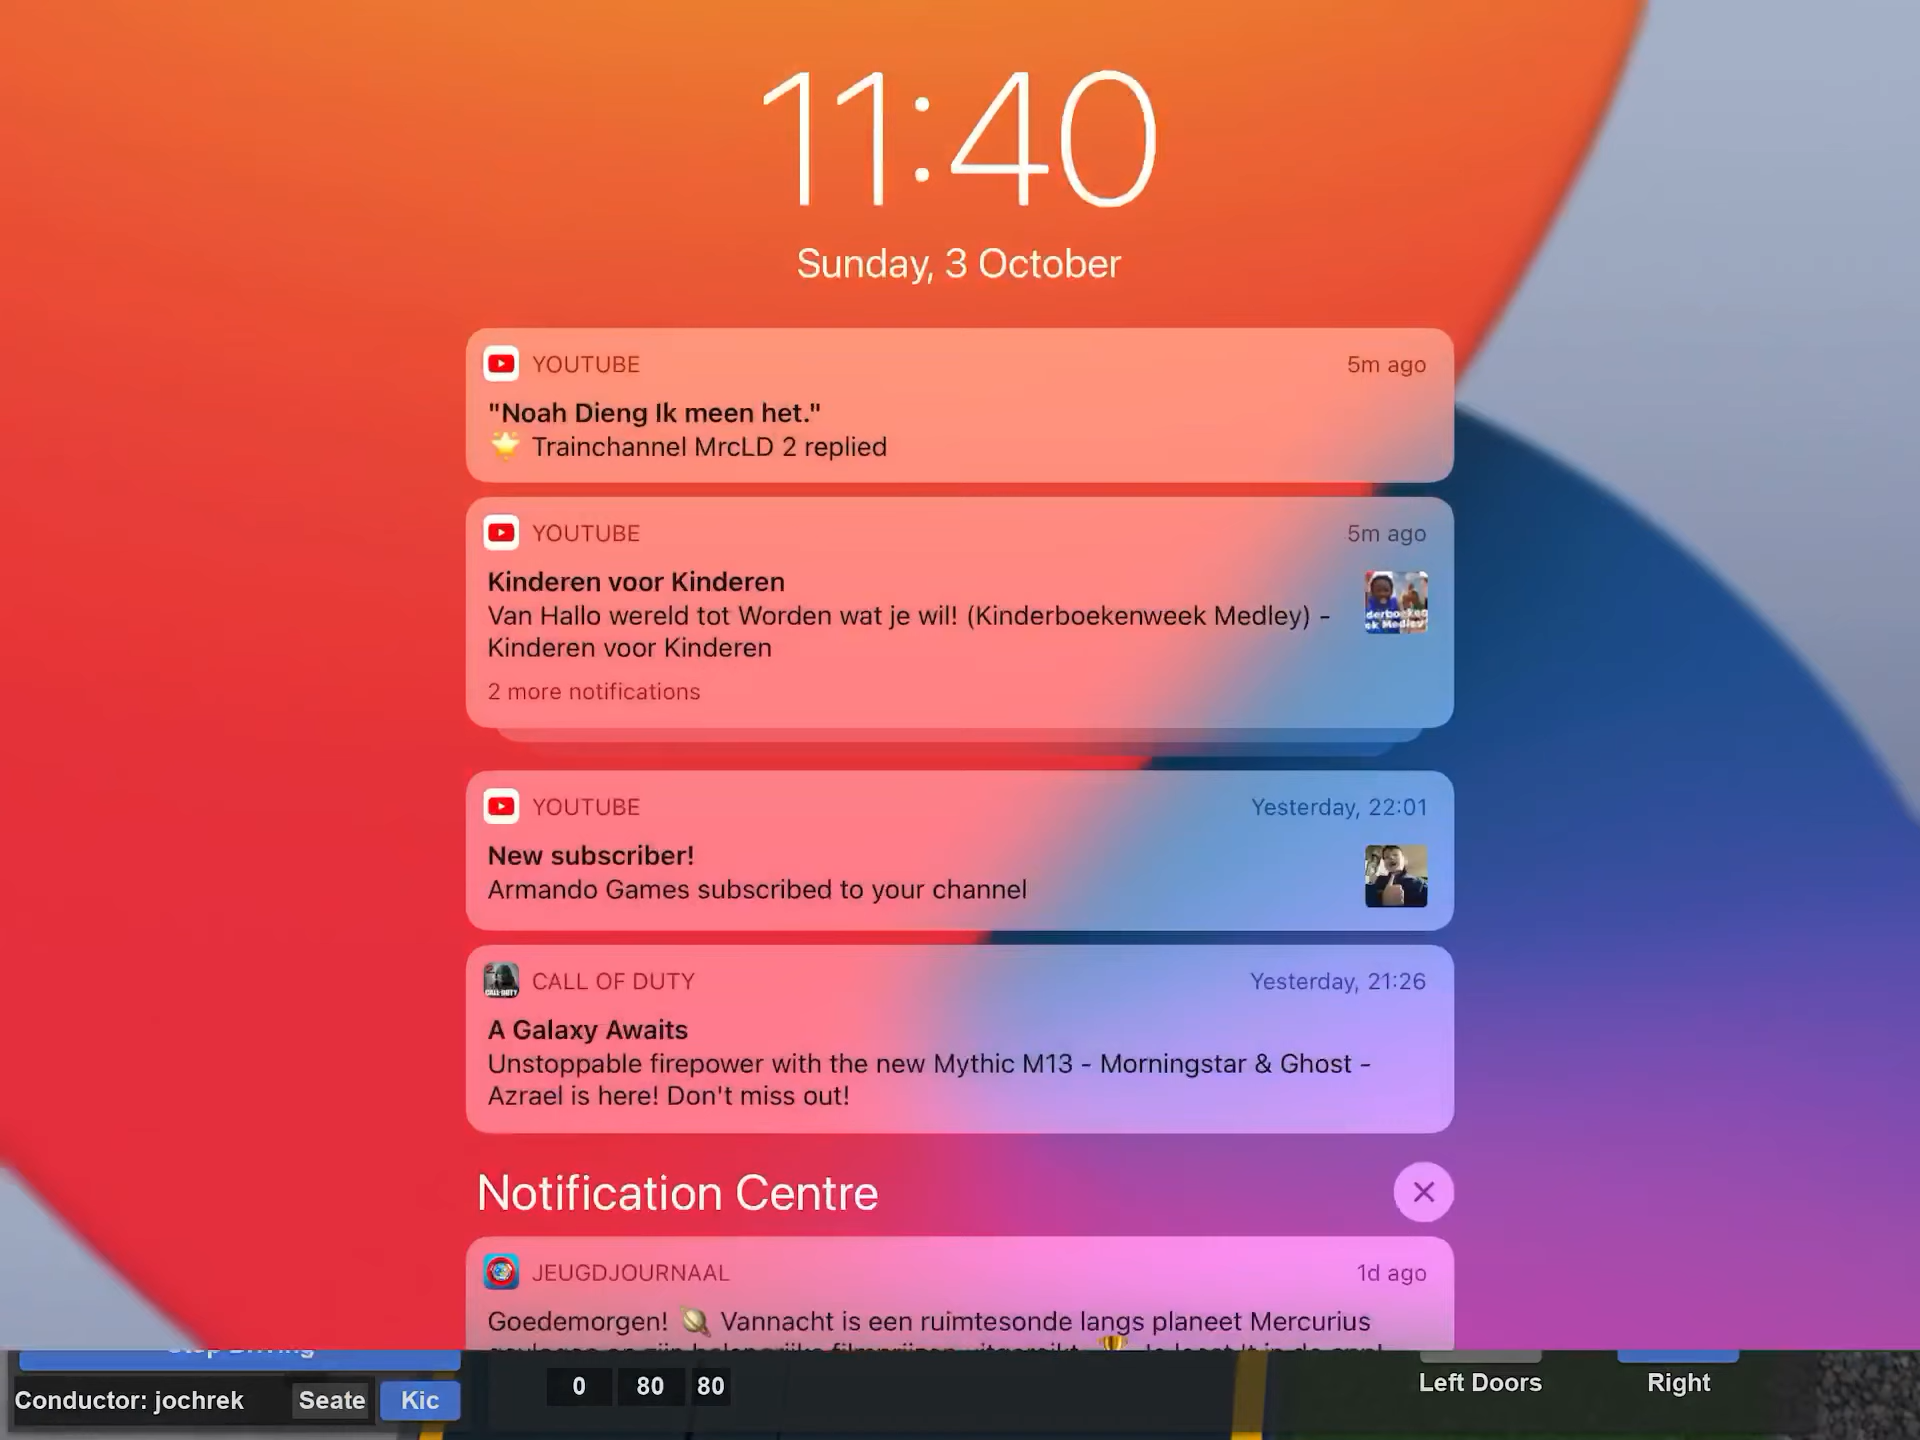 11:40
Sunday, 3 October
YOUTUBE
5m ago
"Noah Dieng Ik meen het."
🌟 Trainchannel MrcLD 2 replied
YOUTUBE
5m ago
Kinderen voor Kinderen
Van Hallo wereld tot Worden wat je wil! (Kinderboekenweek Medley) -
Kinderen voor Kinderen
2 more notifications
YOUTUBE
Yesterday, 22:01
New subscriber!
Armando Games subscribed to your channel
CALL OF DUTY
Yesterday, 21:26
A Galaxy Awaits
Unstoppable firepower with the new Mythic M13 - Morningstar & Ghost -
Azrael is here! Don't miss out!
Notification Centre
JEUGDJOURNAAL
1d ago
Goedemorgen! 🪐 Vannacht is een ruimtesonde langs planeet Mercurius
Stop Driving
Conductor: jochrek
Seate
Kic
0
80
80
Left Doors
Right